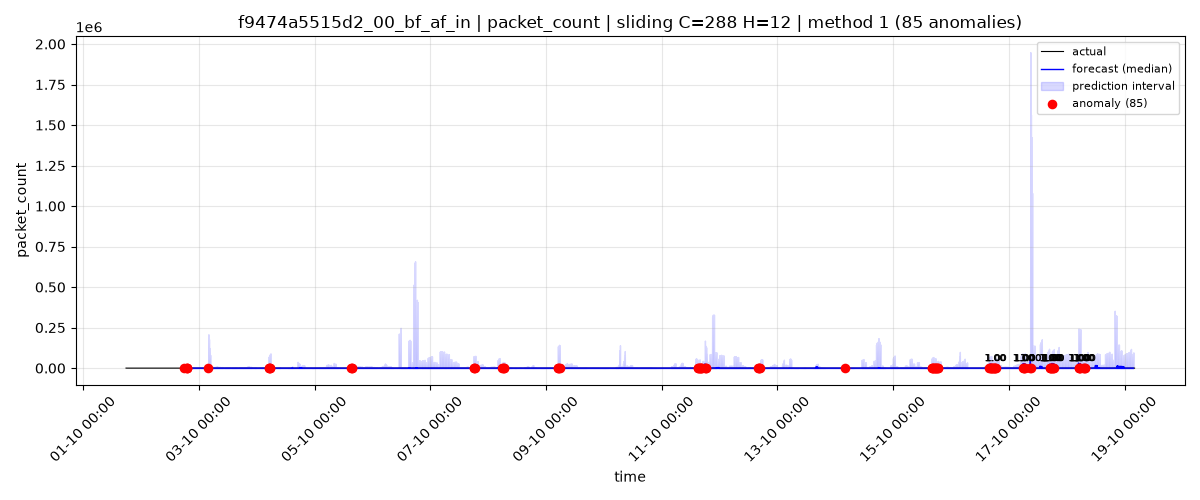 f9474a5515d2_00_bf_af_in | packet_count | sliding C=288 H=12 | method 1 (85 anomalies)
1e6
2.00
1.75
1.50
1.25
1.00
0.75
0.50
0.25
0.00
packet_count
actual
forecast (median)
prediction interval
anomaly (85)
1.00
01-10 00:00
03-10 00:00
05-10 00:00
07-10 00:00
09-10 00:00
11-10 00:00
13-10 00:00
15-10 00:00
17-10 00:00
19-10 00:00
time